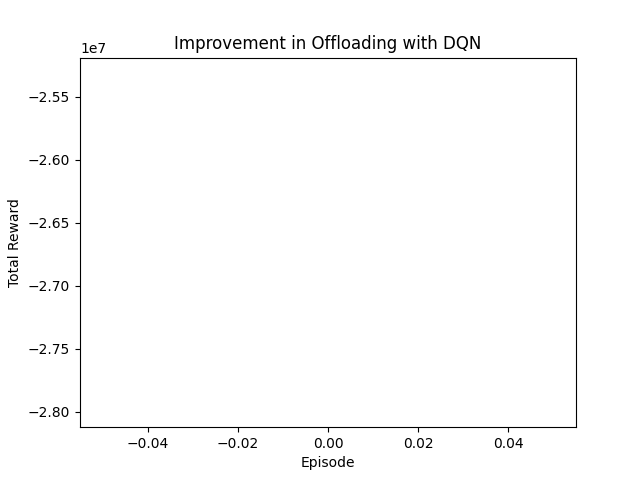 Improvement in Offloading with DQN
1e7
−2.55
−2.60
−2.65
−2.70
−2.75
−2.80
Total Reward
−0.04 −0.02 0.00 0.02 0.04
Episode